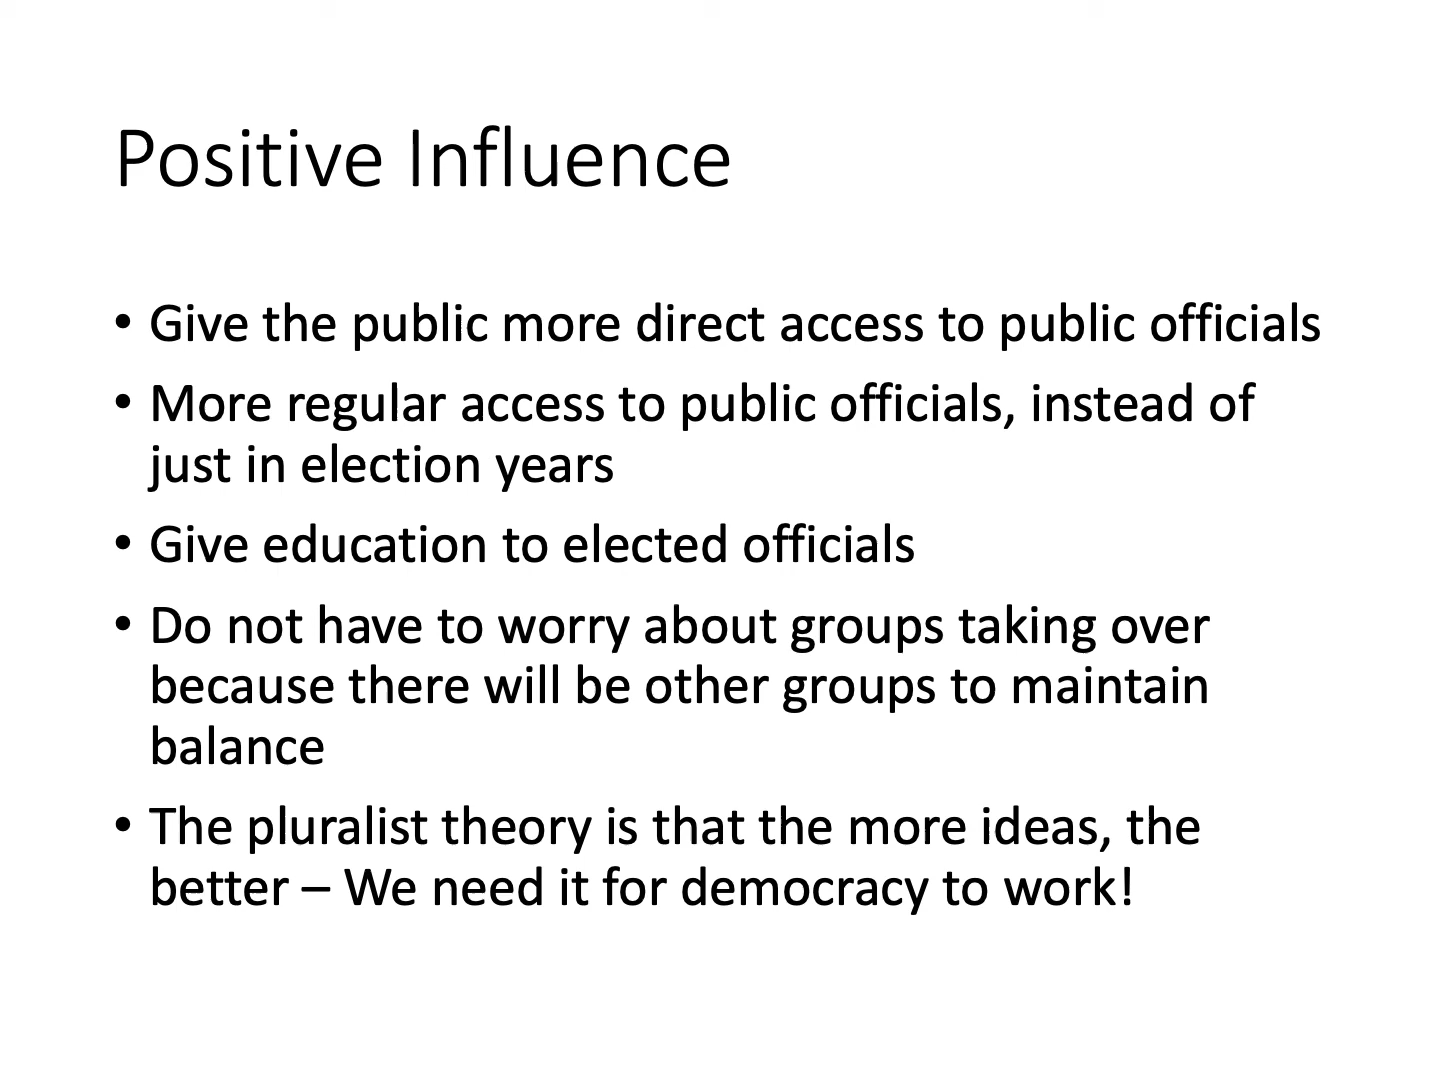 Positive Influence
• Give the public more direct access to public officials
• More regular access to public officials, instead of
just in election years
• Give education to elected officials
• Do not have to worry about groups taking over
because there will be other groups to maintain
balance
• The pluralist theory is that the more ideas, the
better – We need it for democracy to work!